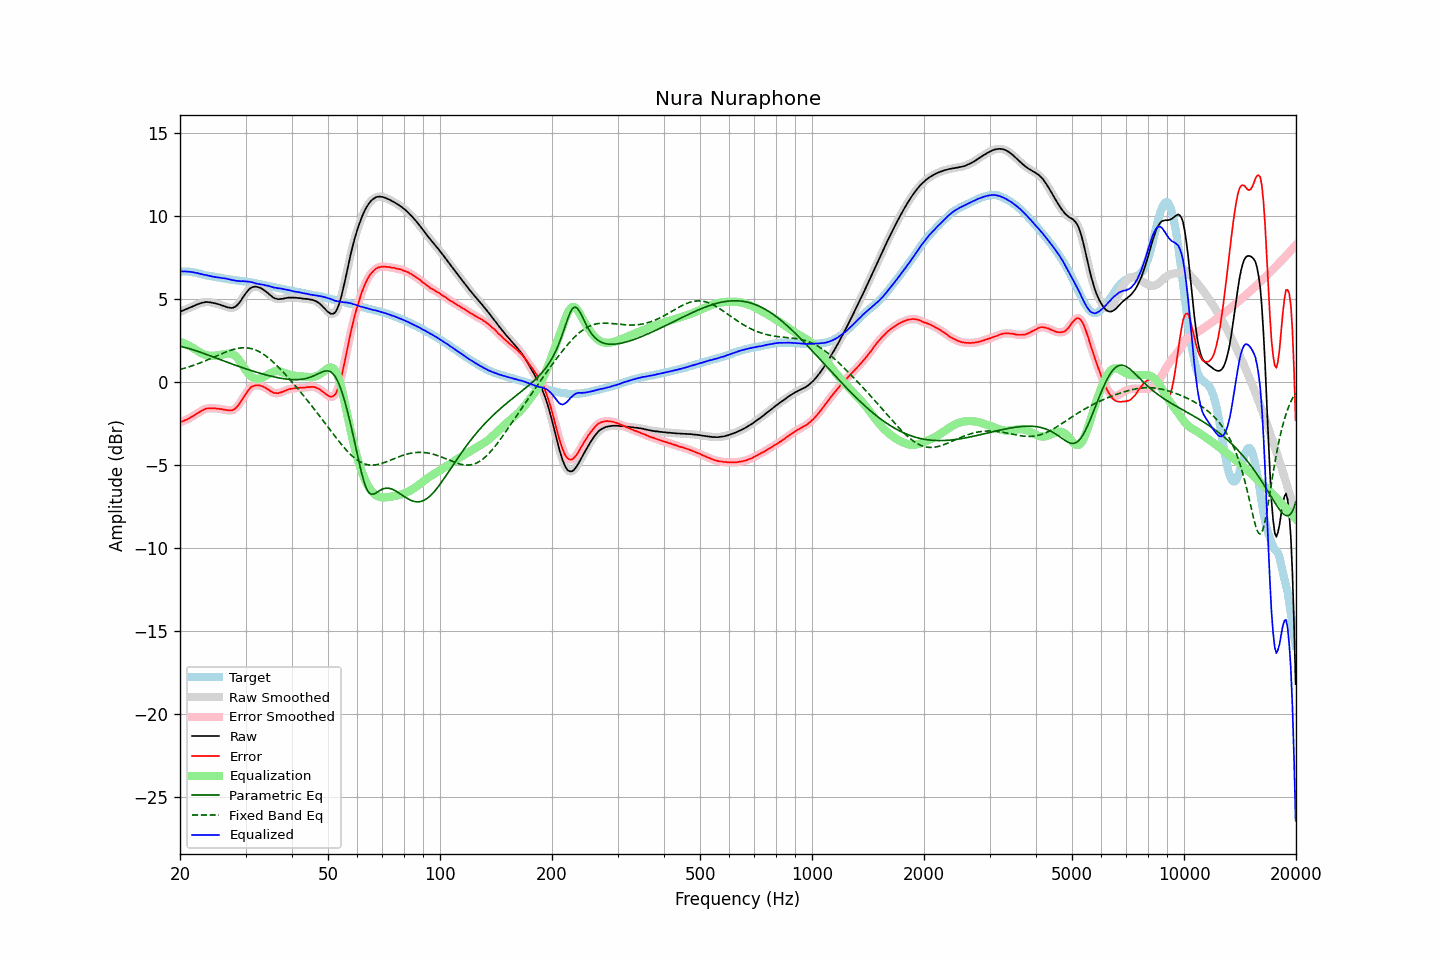 Nura Nuraphone
Amplitude (dBr)
15
10
5
0
−5
−10
−15
−20
−25
Target
Raw Smoothed
Error Smoothed
Raw
Error
Equalization
Parametric Eq
Fixed Band Eq
Equalized
20 50 100 200 500 1000 2000 5000 10000 20000
Frequency (Hz)